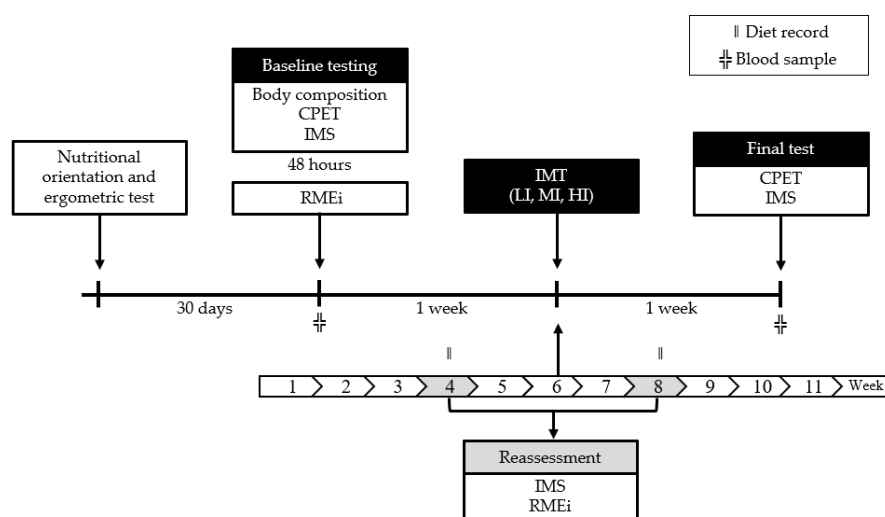 ‖ Diet record
╬ Blood sample
Baseline testing
Body composition
CPET
IMS
48 hours
RMEi
Nutritional
orientation and
ergometric test
IMT
(LI, MI, HI)
Final test
CPET
IMS
30 days
1 week
1 week
1 2 3 4 5 6 7 8 9 10 11 Week
Reassessment
IMS
RMEi